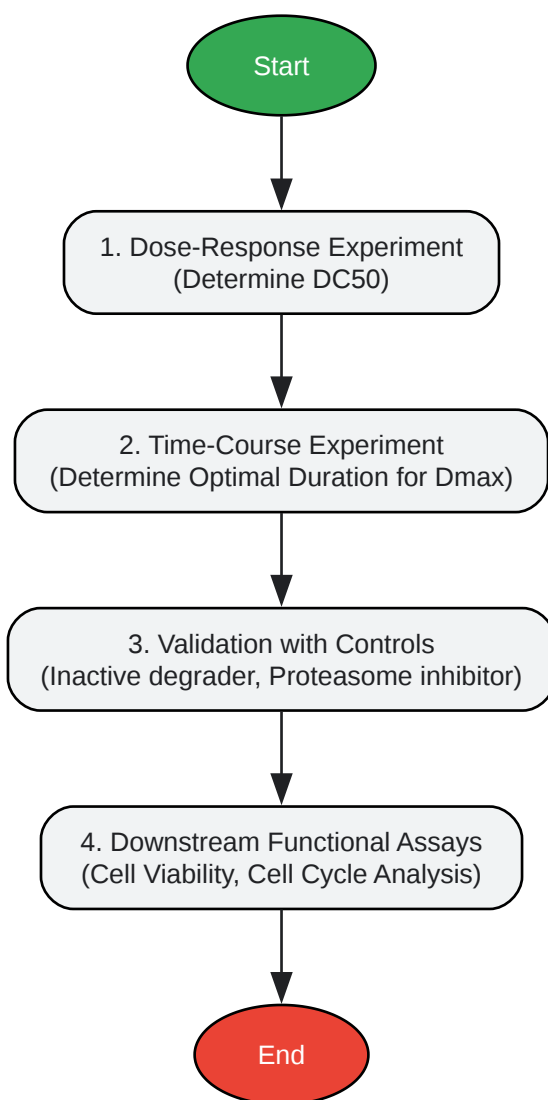 Start
1. Dose-Response Experiment
(Determine DC50)
2. Time-Course Experiment
(Determine Optimal Duration for Dmax)
3. Validation with Controls
(Inactive degrader, Proteasome inhibitor)
4. Downstream Functional Assays
(Cell Viability, Cell Cycle Analysis)
End